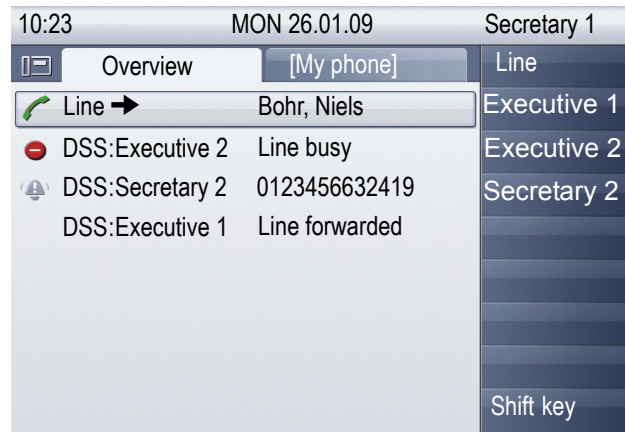 10:23 MON 26.01.09 Secretary 1
Overview [My phone] Line
Line → Bohr, Niels Executive 1
DSS:Executive 2 Line busy Executive 2
DSS:Secretary 2 0123456632419 Secretary 2
DSS:Executive 1 Line forwarded
Shift key